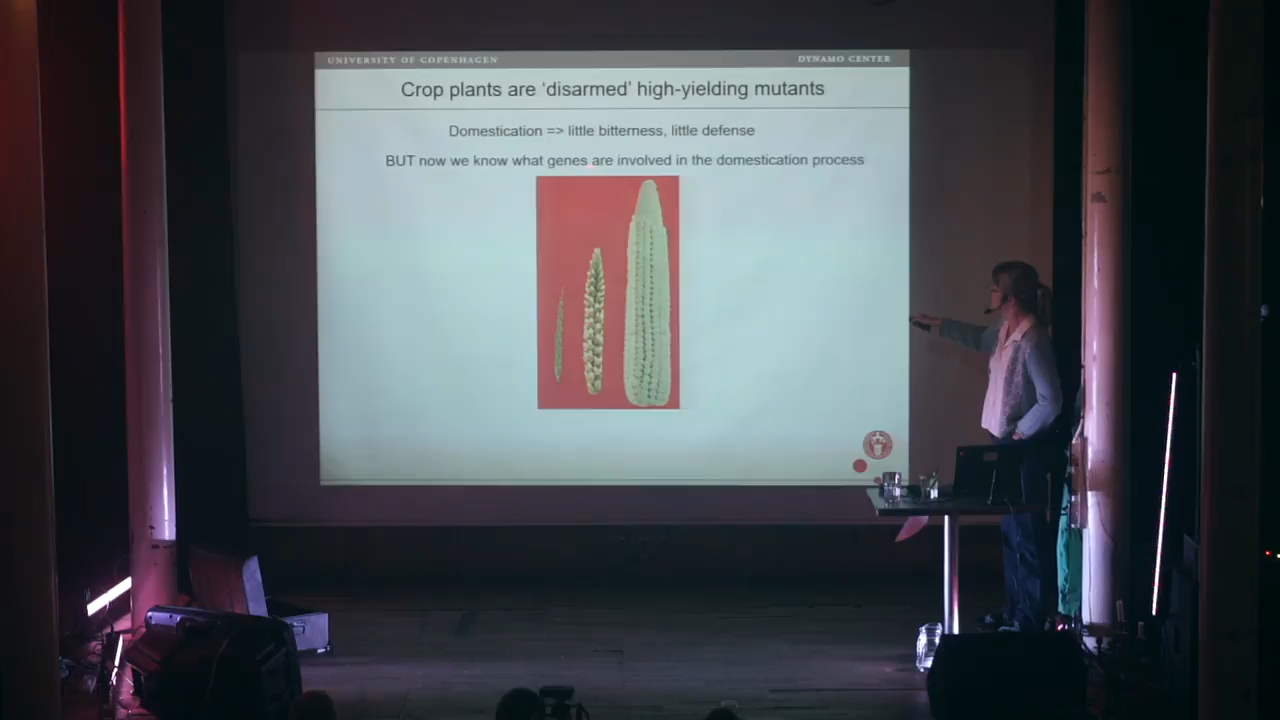 UNIVERSITY OF COPENHAGEN
DYNAMO CENTER
Crop plants are ‘disarmed’ high-yielding mutants
Domestication => little bitterness, little defense
BUT now we know what genes are involved in the domestication process